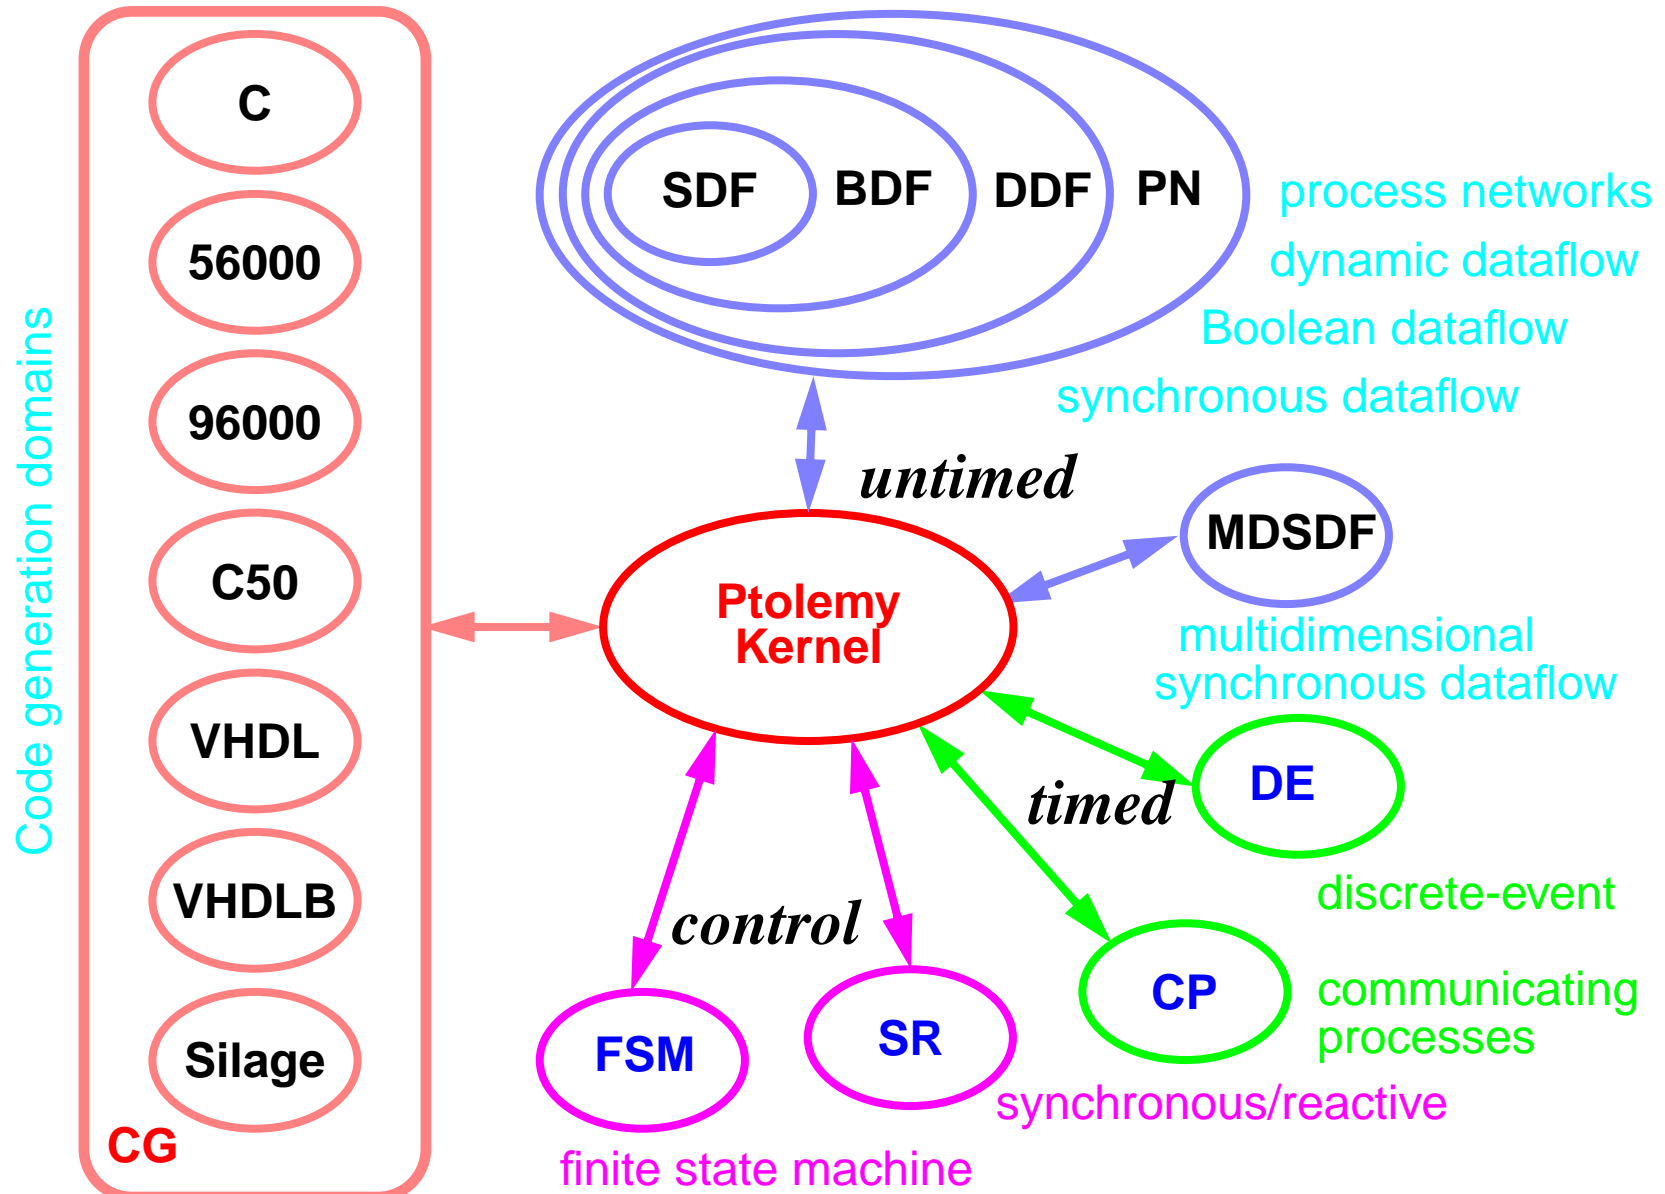 Code generation domains
C
56000
96000
C50
VHDL
VHDLB
Silage
CG
SDF BDF DDF PN
process networks
dynamic dataflow
Boolean dataflow
synchronous dataflow
untimed
MDSDF
multidimensional
synchronous dataflow
Ptolemy
Kernel
timed
DE
discrete-event
CP
communicating
processes
control
FSM
finite state machine
SR
synchronous/reactive